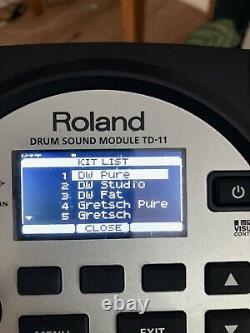 Roland
DRUM SOUND MODULE TD-11
KIT LIST
1 DW Pure
2 DW Studio
3 DW Fat
4 Gretsch Pure
5 Gretsch
CLOSE
MENU
EXIT